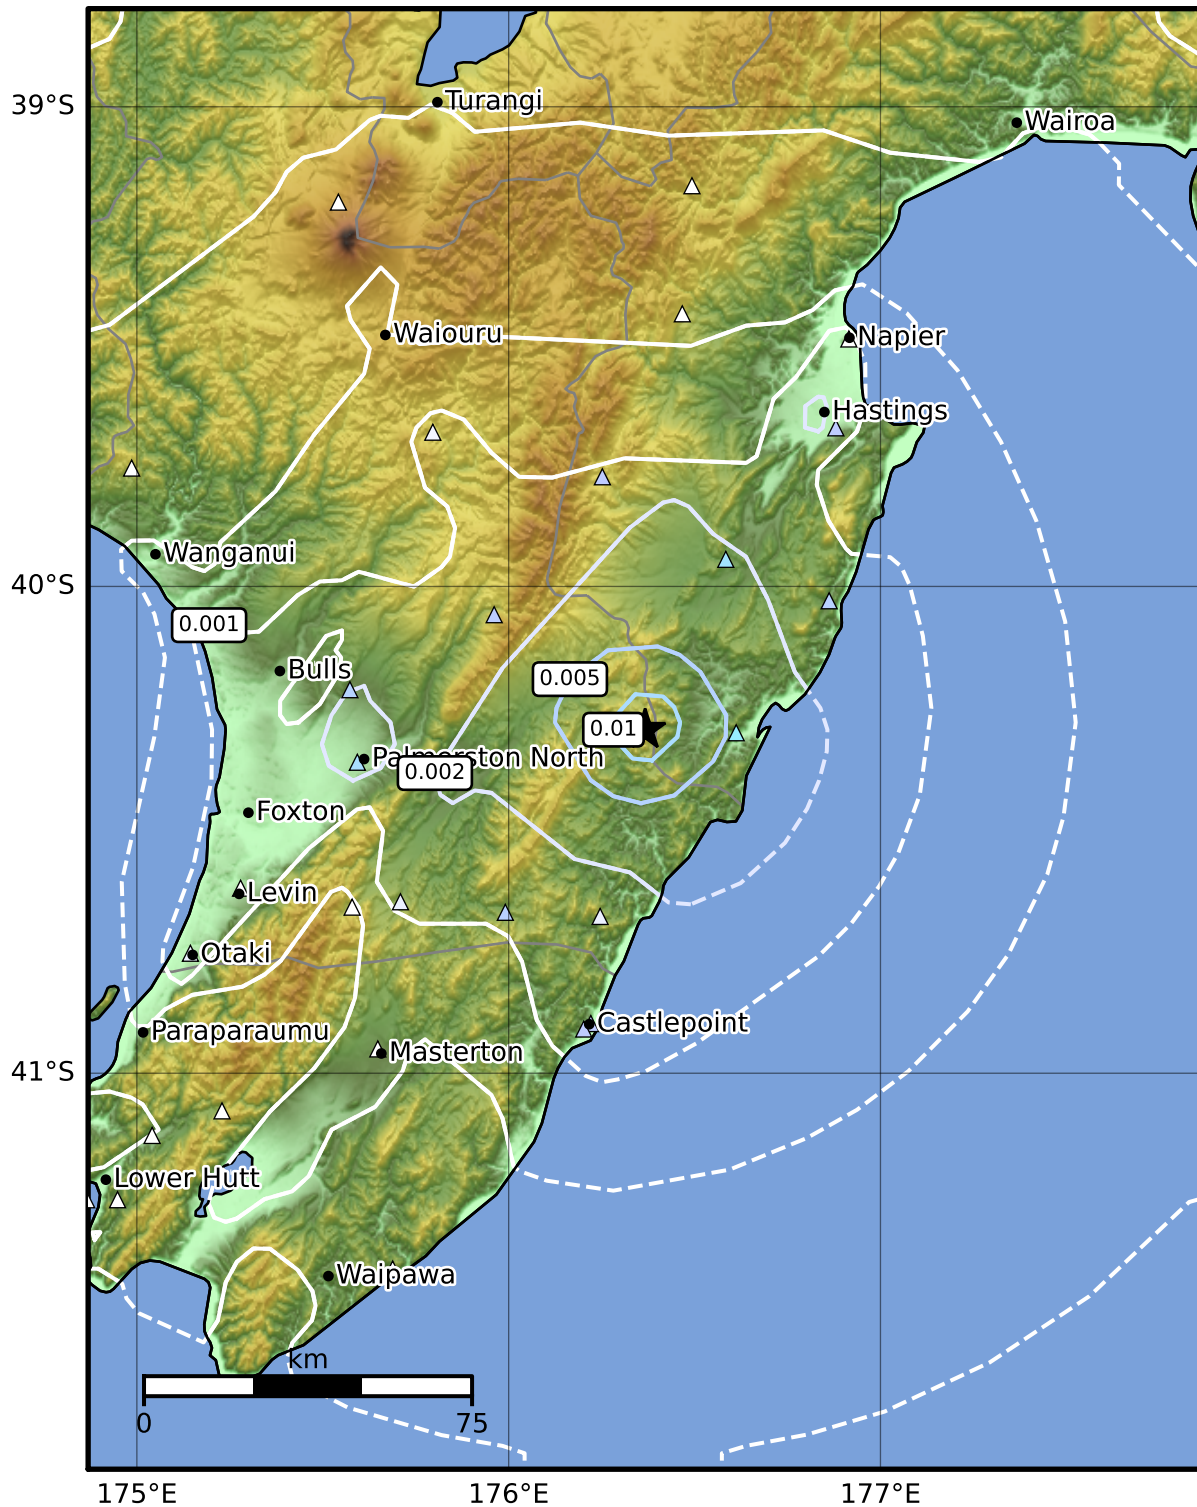 Turangi
39°S
Wairoa
Waiouru
Napier
Hastings
Wanganui
40°S
0.001
Bulls
0.005
0.01
Palmerston North
0.002
Foxton
Levin
Otaki
Castlepoint
Paraparaumu
Masterton
41°S
Lower Hutt
Waipawa
km
0 75
175°E 176°E 177°E